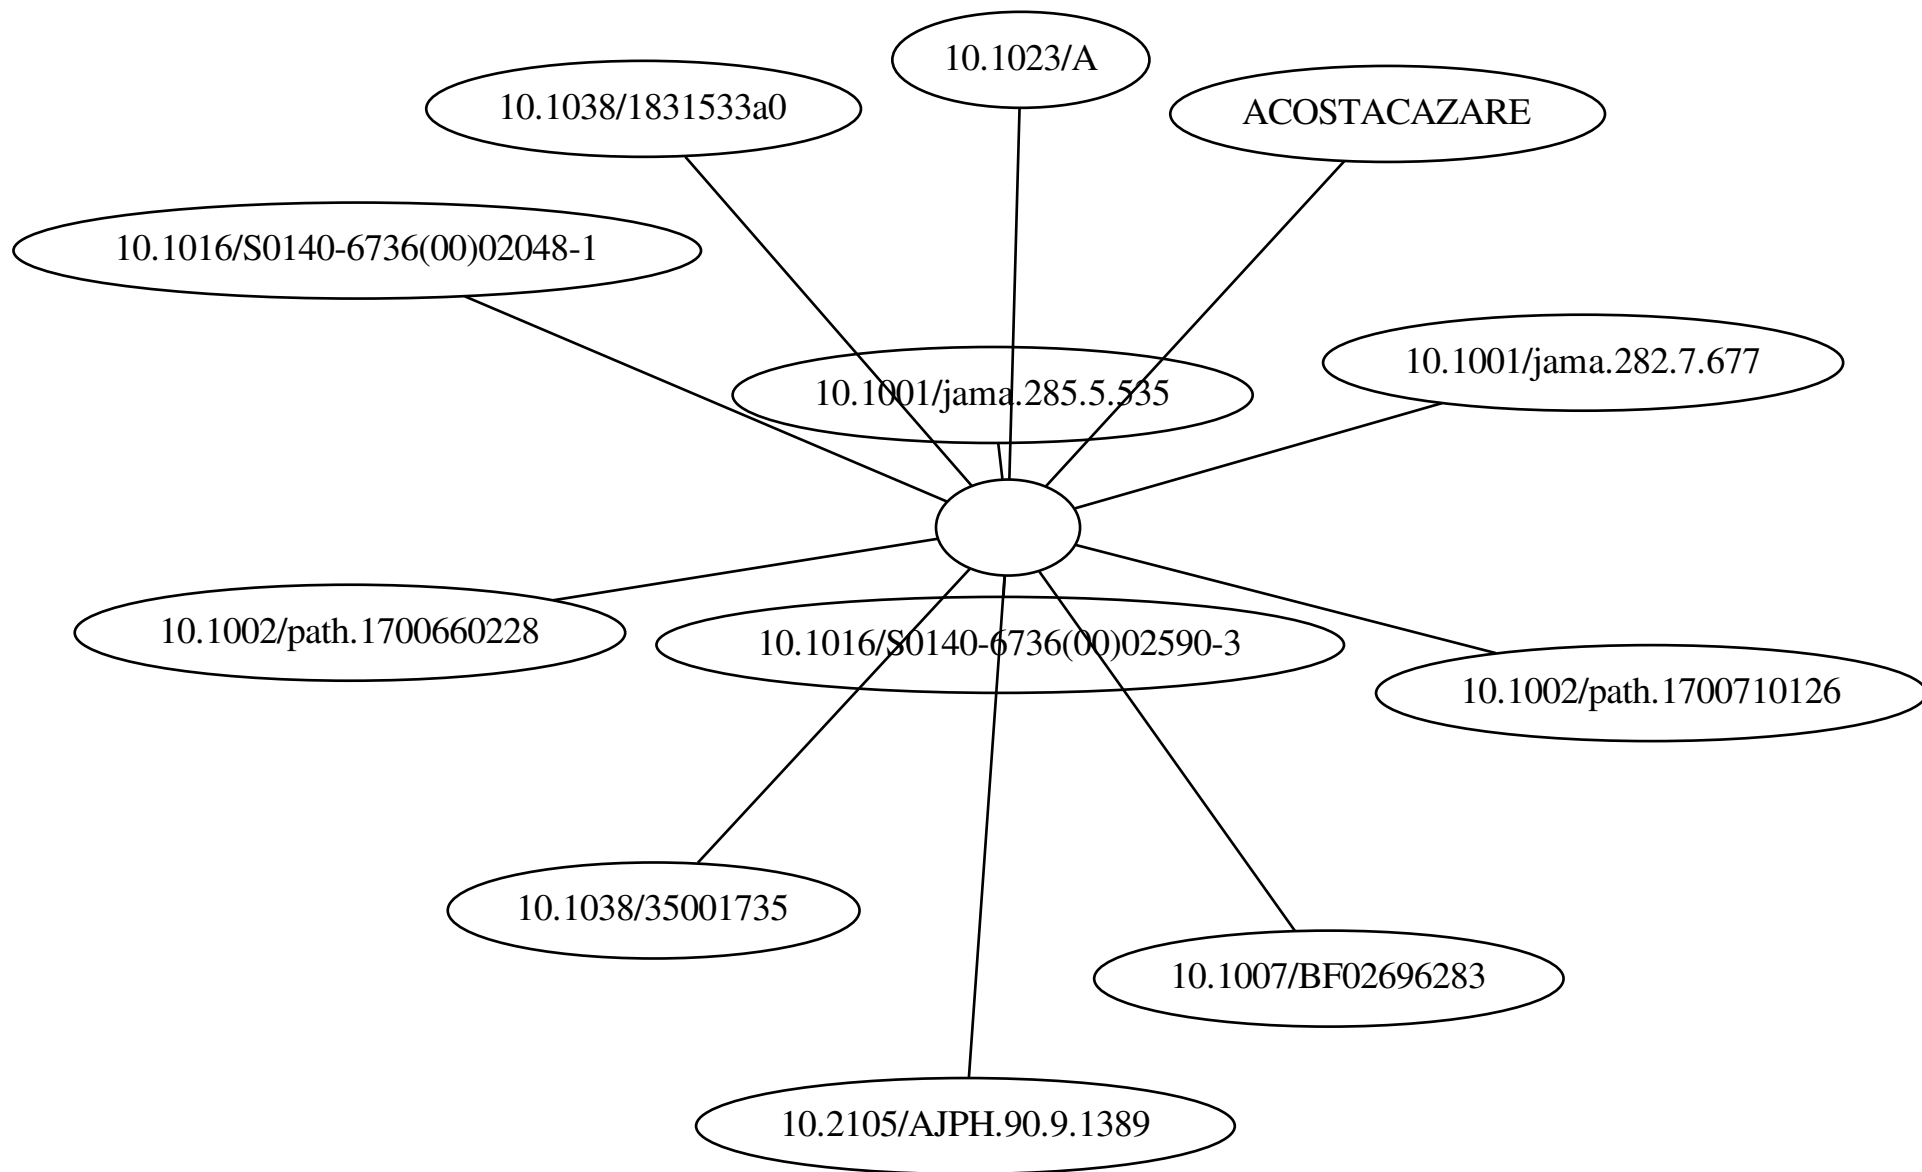 10.1023/A
10.1038/1831533a0
ACOSTACAZARE
10.1016/S0140-6736(00)02048-1
10.1001/jama.282.7.677
10.1001/jama.285.5.535
10.1002/path.1700660228
10.1016/S0140-6736(00)02590-3
10.1002/path.1700710126
10.1038/35001735
10.1007/BF02696283
10.2105/AJPH.90.9.1389